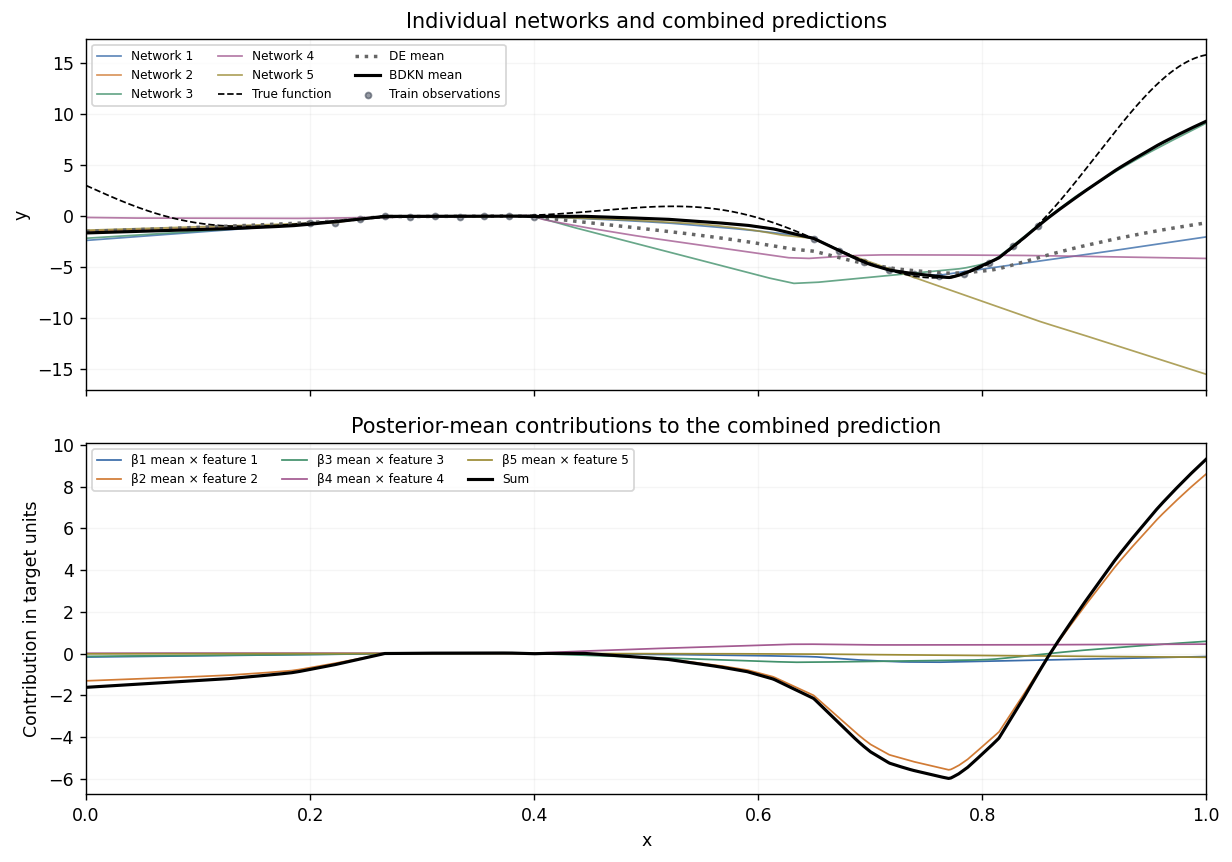 Individual networks and combined predictions
Network 1 Network 4 DE mean
Network 2 Network 5 BDKN mean
Network 3 True function Train observations
15
10
5
0
−5
−10
−15
y
Posterior-mean contributions to the combined prediction
β1 mean × feature 1 β3 mean × feature 3 β5 mean × feature 5
β2 mean × feature 2 β4 mean × feature 4 Sum
10
8
6
4
2
0
−2
−4
−6
Contribution in target units
0.0 0.2 0.4 0.6 0.8 1.0
x